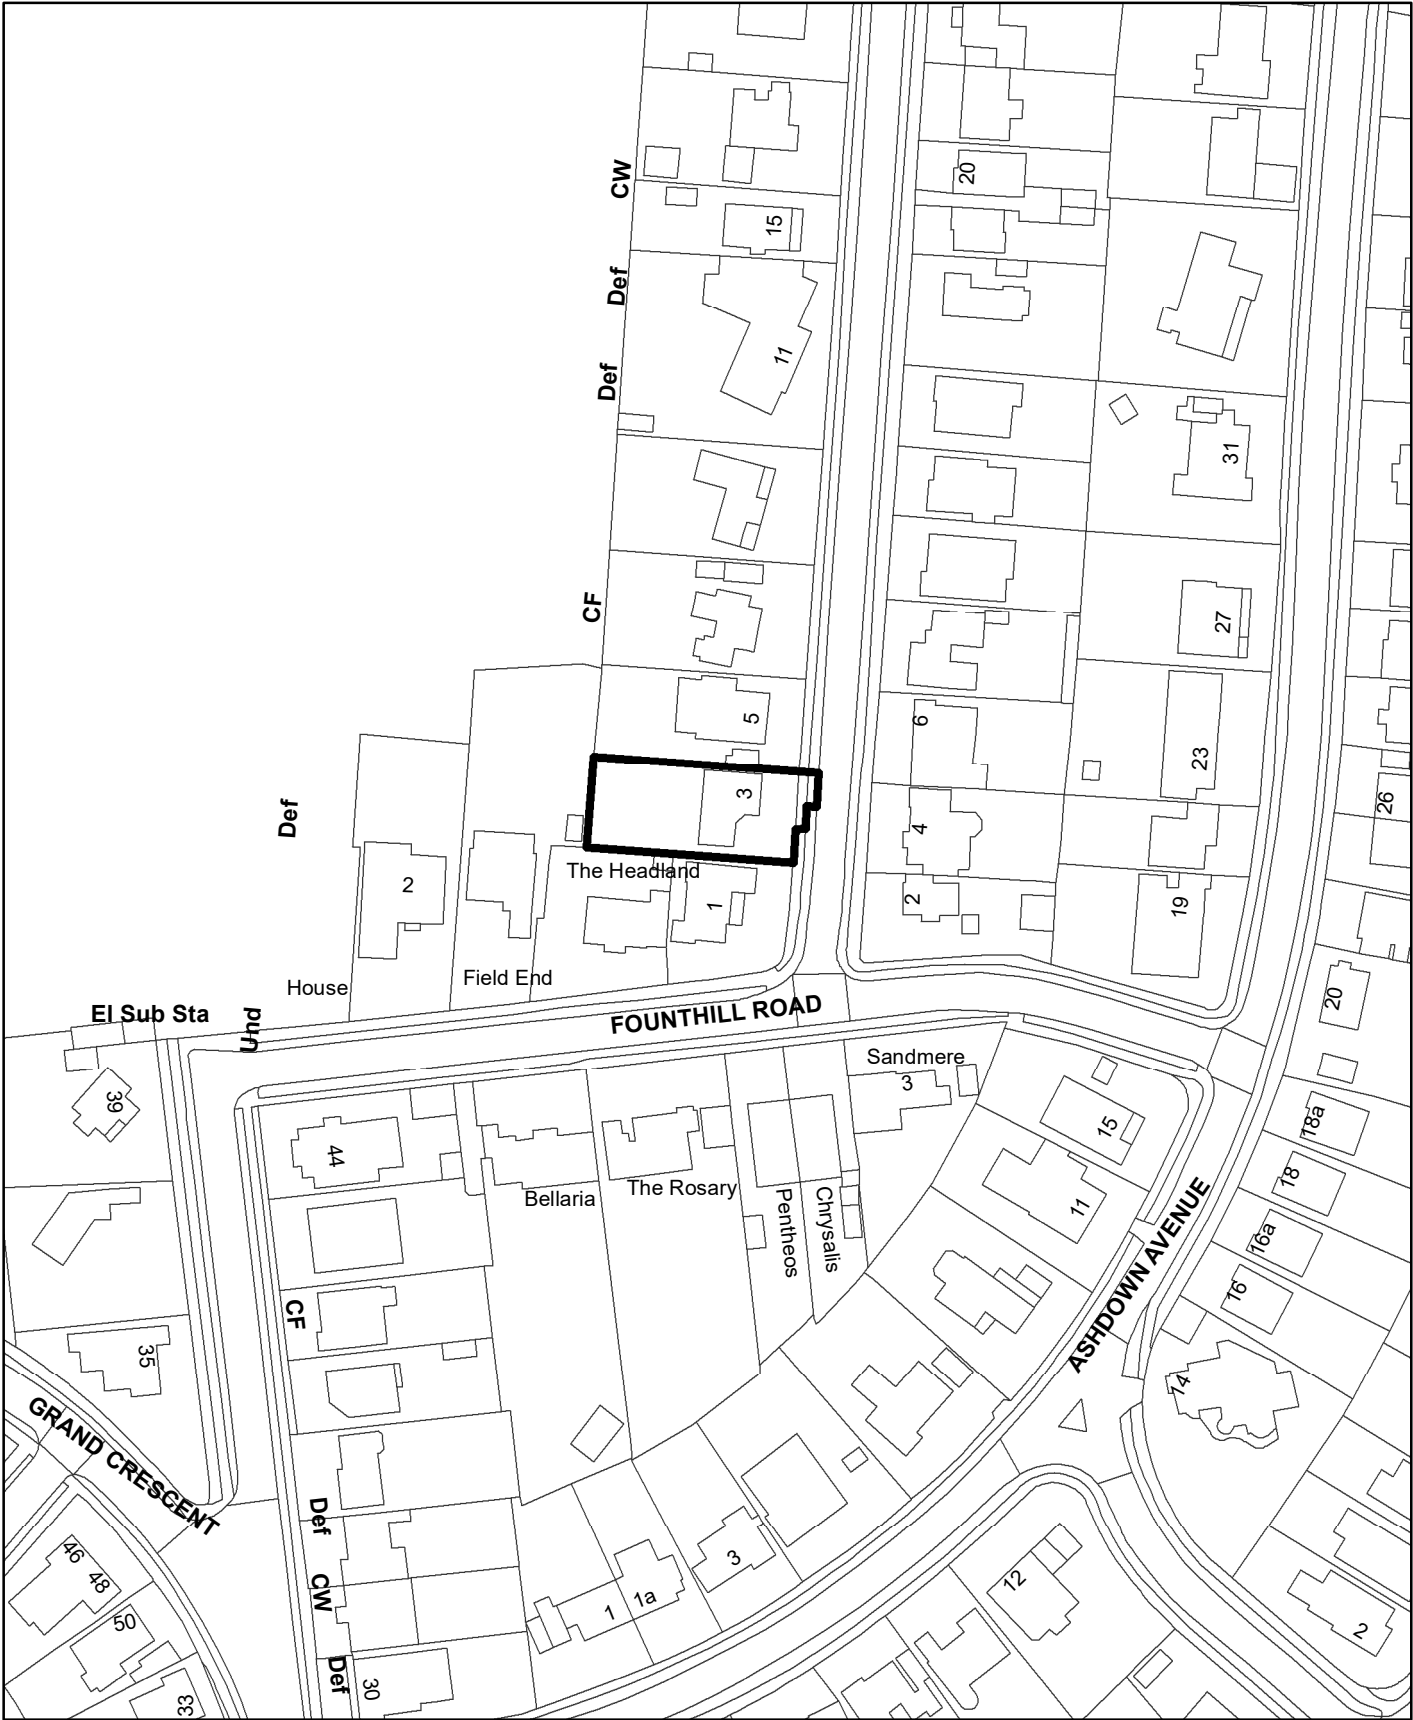 CW
20
15
Def
11
Def
31
CF
27
5
6
23
3
26
Def
4
The Headland
2
1
2
19
Field End
House
20
El Sub Sta
Und
FOUNTHILL ROAD
Sandmere
3
39
15
18a
44
18
Bellaria
The Rosary
Pentheos
Chrysalis
11
16a
16
ASHDOWN AVENUE
CF
35
14
GRAND CRESCENT
Def
46
48
3
CW
12
1
1a
50
2
Def
30
33